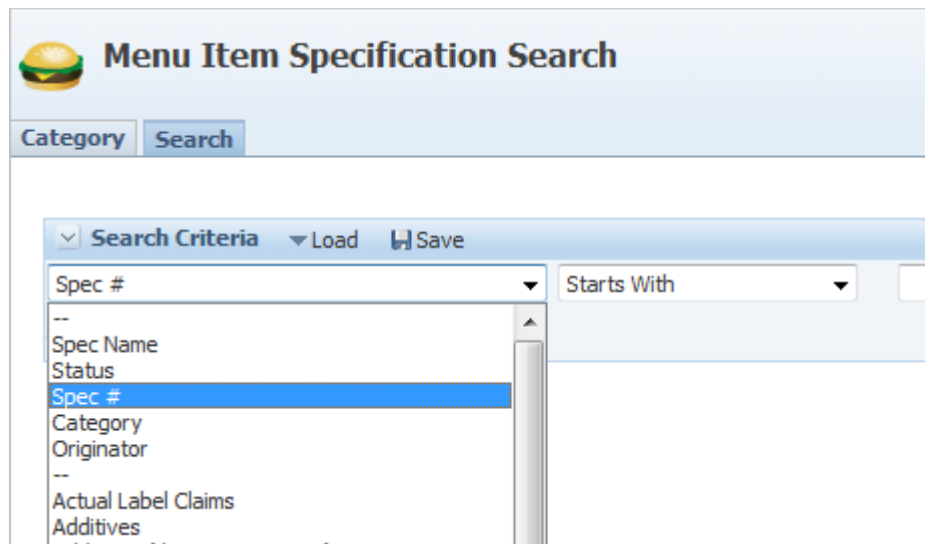 Menu Item Specification Search
Category Search
Search Criteria Load Save
Spec # Starts With
--
Spec Name
Status
Spec #
Category
Originator
--
Actual Label Claims
Additives